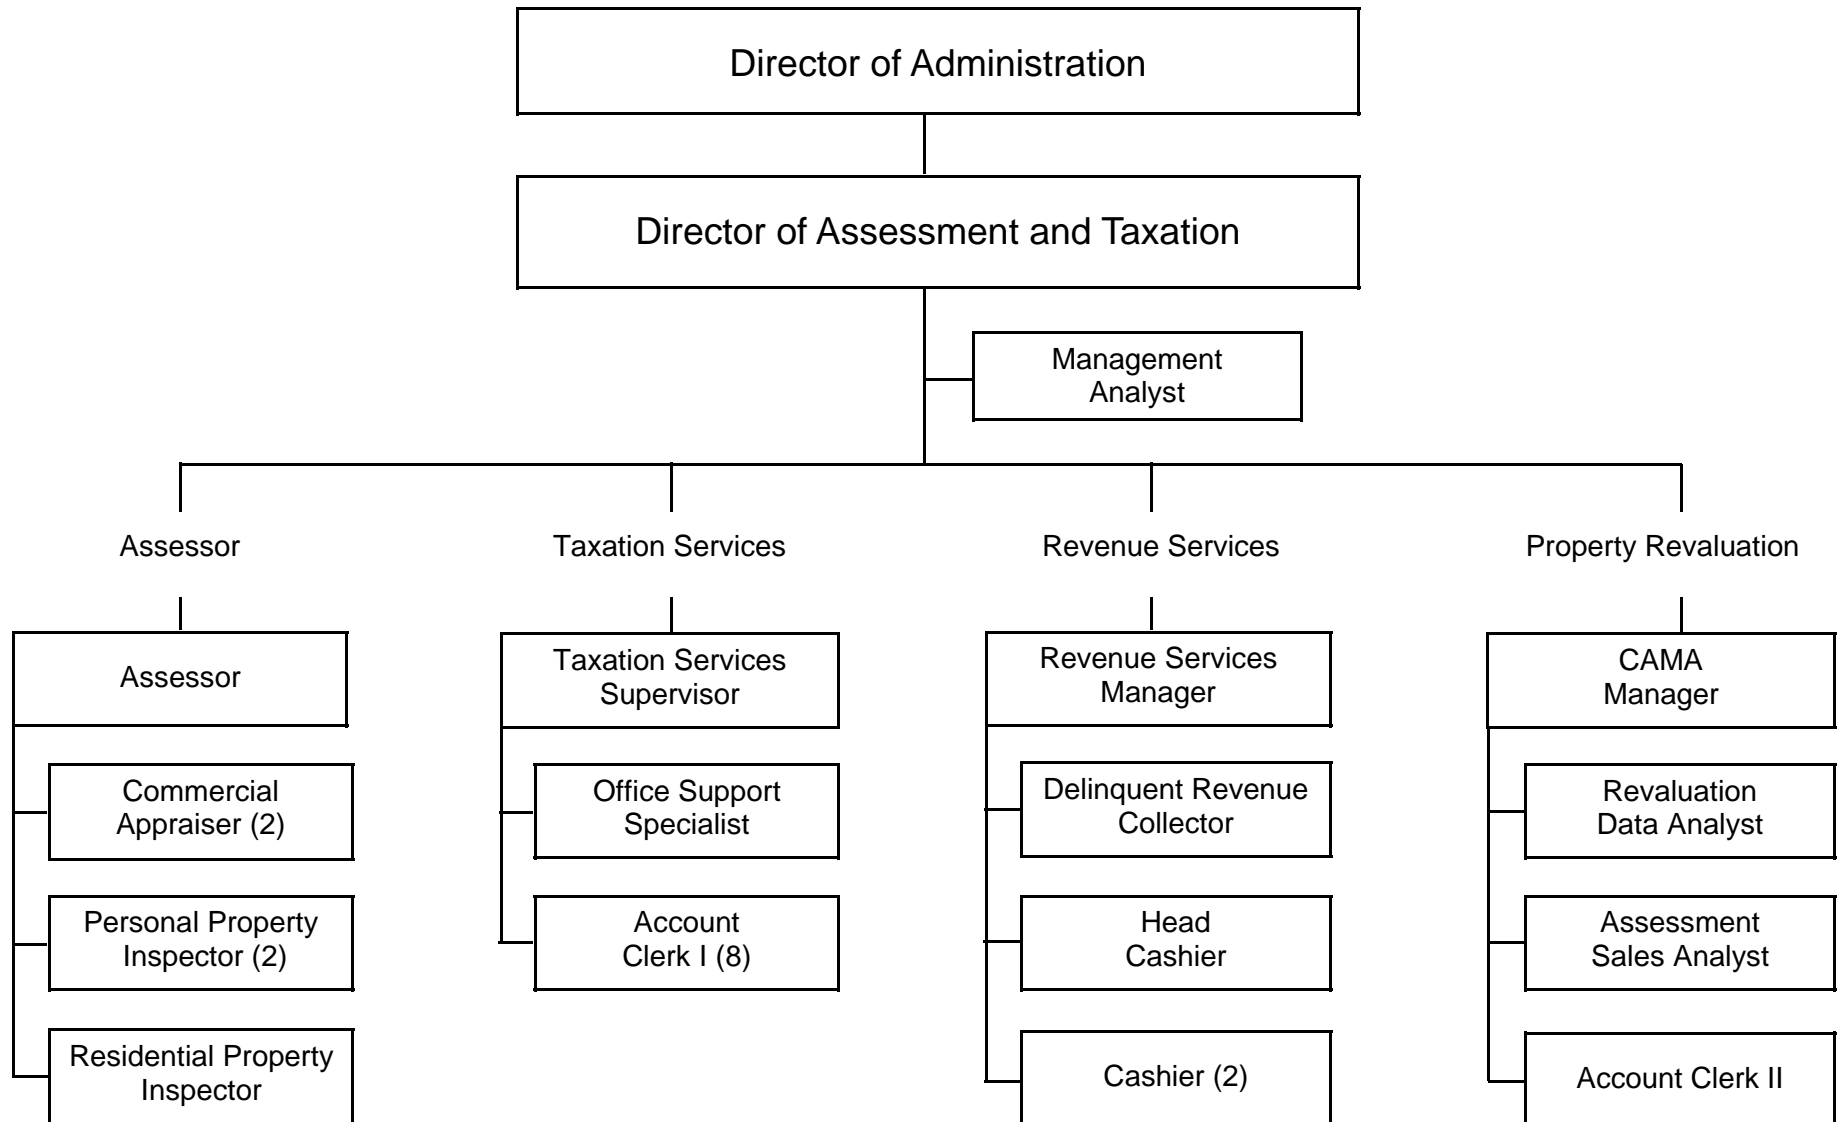 Director of Administration
Director of Assessment and Taxation
Management
Analyst
Assessor
Taxation Services
Revenue Services
Property Revaluation
Assessor
Taxation Services
Supervisor
Revenue Services
Manager
CAMA
Manager
Commercial
Appraiser (2)
Office Support
Specialist
Delinquent Revenue
Collector
Revaluation
Data Analyst
Personal Property
Inspector (2)
Account
Clerk I (8)
Head
Cashier
Assessment
Sales Analyst
Residential Property
Inspector
Cashier (2)
Account Clerk II